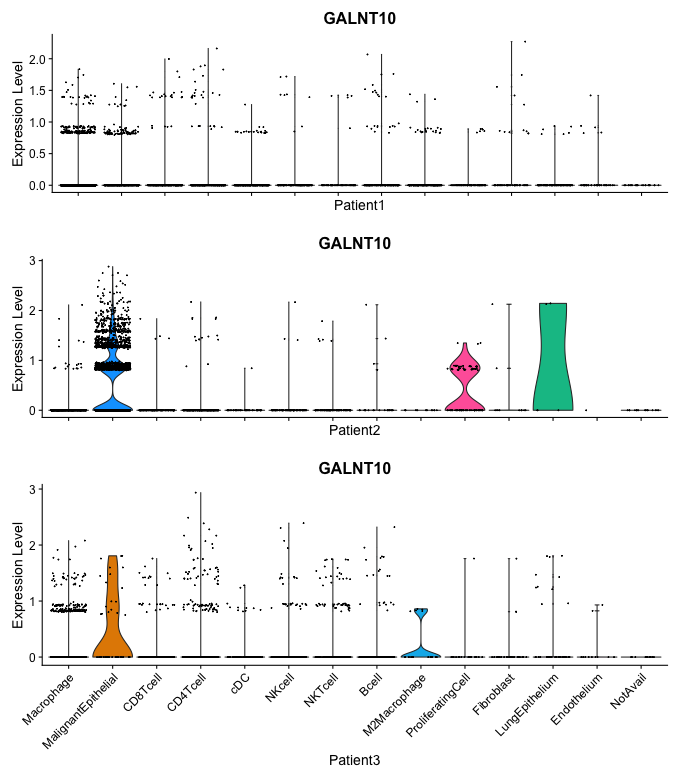 GALNT10
Expression Level
2.0
1.5
1.0
0.5
0.0
Patient1
GALNT10
Expression Level
3
2
1
0
Patient2
GALNT10
Expression Level
3
2
1
0
Macrophage
MalignantEpithelial
CD8Tcell
CD4Tcell
cDC
NKcell
NKTcell
Bcell
M2Macrophage
ProliferatingCell
Fibroblast
LungEpithelium
Endothelium
NotAvail
Patient3